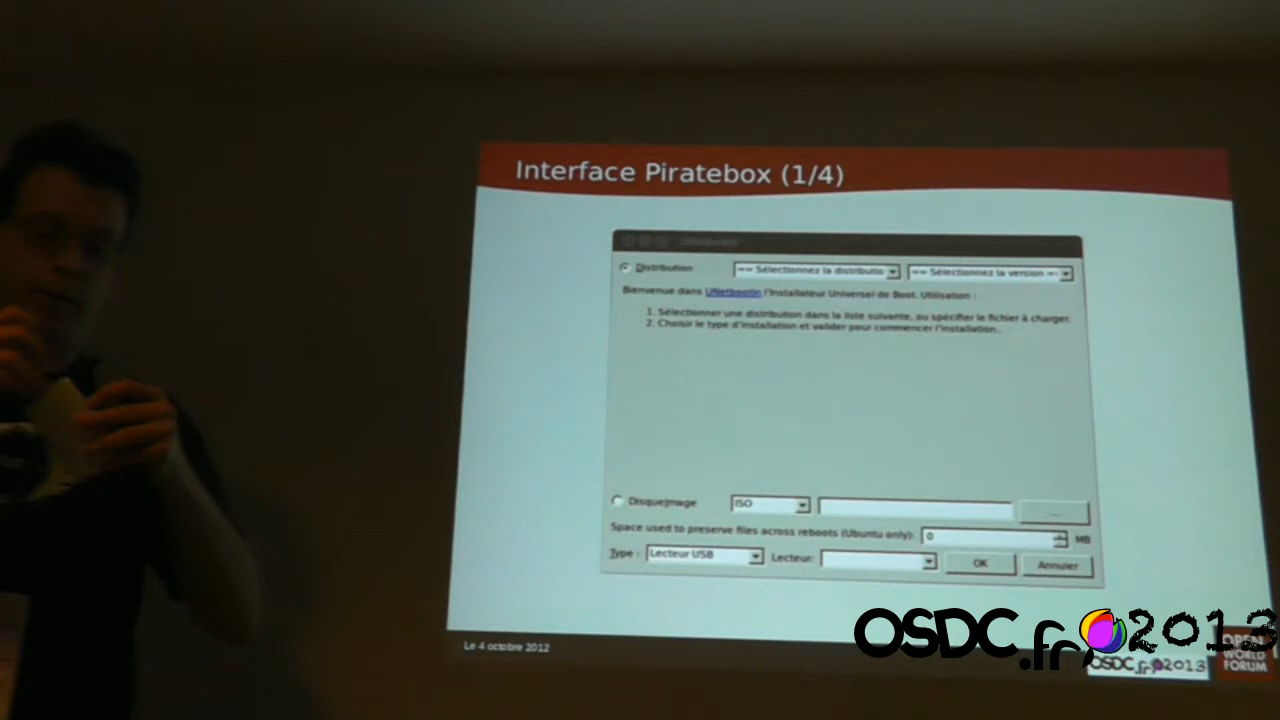 Interface Piratebox (1/4)
Distribution
== Sélectionnez la distributio
== Sélectionnez la version ==
Bienvenue dans UNetbootin l'Installateur Universel de Boot. Utilisation :
1. Sélectionner une distribution dans la liste suivante, ou spécifier le fichier à charger.
2. Choisir le type d'installation et valider pour commencer l'installation..
DisqueImage
ISO
...
Space used to preserve files across reboots (Ubuntu only):
0
MB
Type :
Lecteur USB
Lecteur:
OK
Annuler
Le 4 octobre 2012
OSDC.fr 2013
OSDC.fr 2013
OPEN
WORLD
FORUM